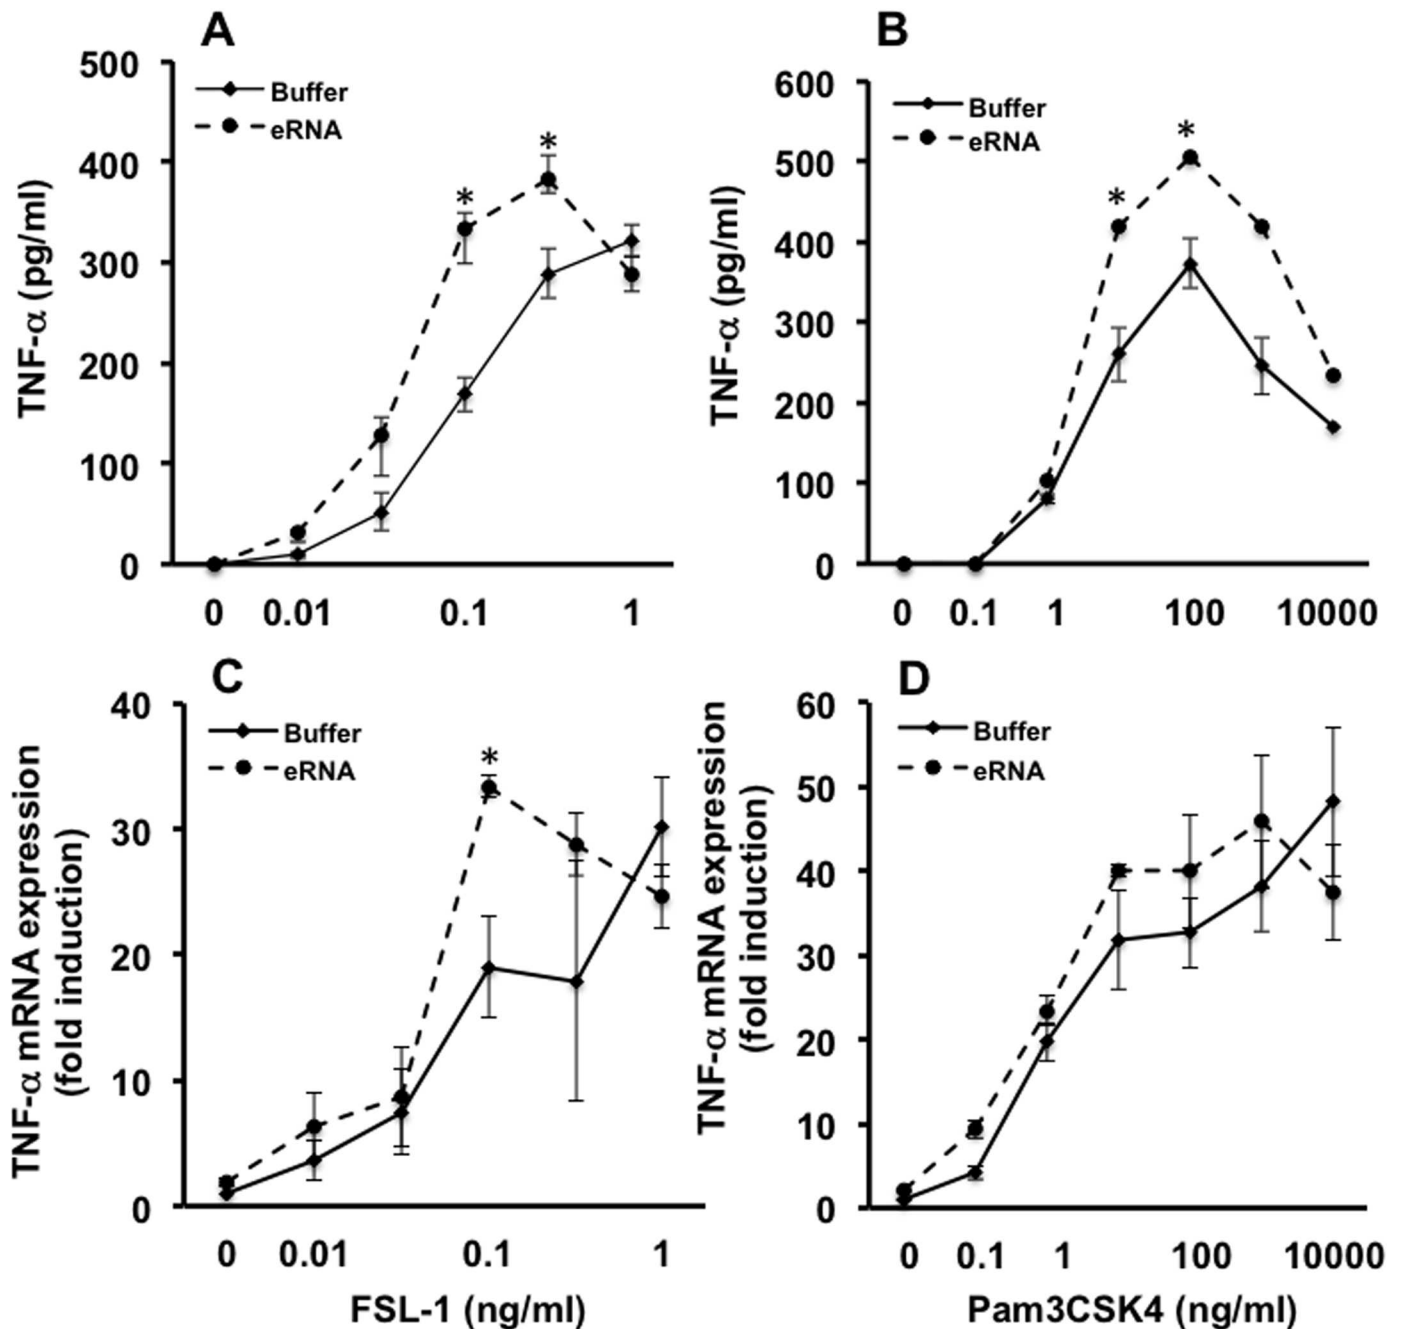 A
500
400
300
200
100
0
TNF-α (pg/ml)
Buffer
eRNA
*
*
0 0.01 0.1 1
B
600
500
400
300
200
100
0
TNF-α (pg/ml)
Buffer
eRNA
*
*
0 0.1 1 100 10000
C
40
30
20
10
0
TNF-α mRNA expression
(fold induction)
Buffer
eRNA
*
0 0.01 0.1 1
FSL-1 (ng/ml)
D
60
50
40
30
20
10
0
TNF-α mRNA expression
(fold induction)
Buffer
eRNA
0 0.1 1 100 10000
Pam3CSK4 (ng/ml)